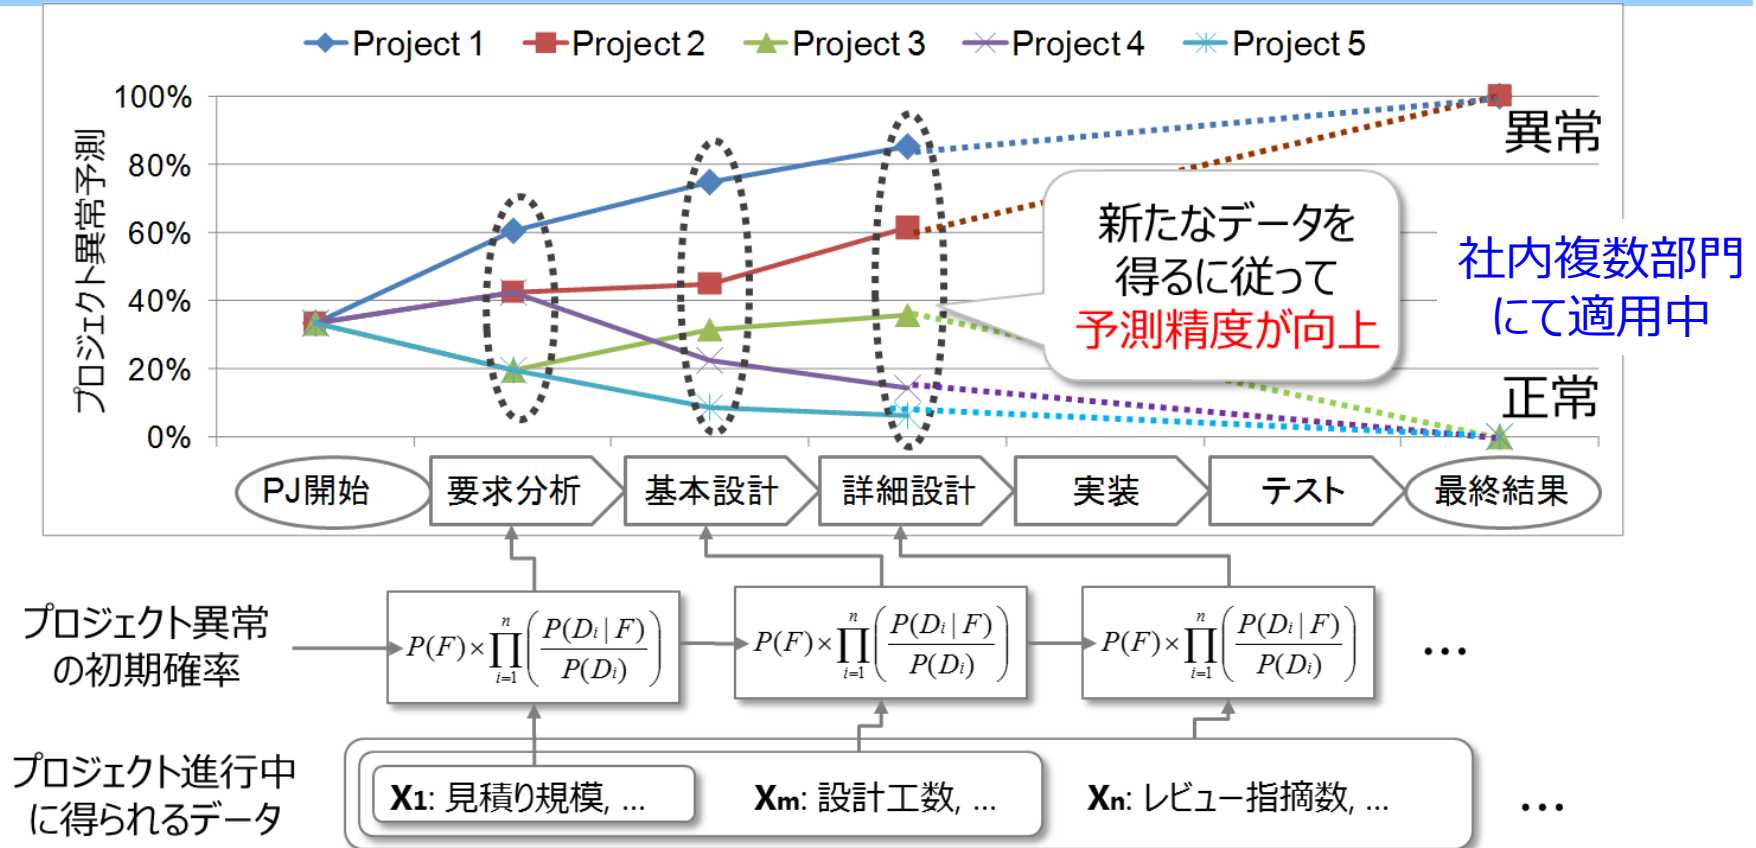 Project 1 Project 2 Project 3 Project 4 Project 5
プロジェクト異常予測
100%
80%
60%
40%
20%
0%
異常
正常
新たなデータを
得るに従って
予測精度が向上
社内複数部門
にて適用中
PJ開始 要求分析 基本設計 詳細設計 実装 テスト 最終結果
プロジェクト異常
の初期確率
P(F)×∏_{i=1}^{n}(P(Di | F)/P(Di)) P(F)×∏_{i=1}^{n}(P(Di | F)/P(Di)) P(F)×∏_{i=1}^{n}(P(Di | F)/P(Di)) …
プロジェクト進行中
に得られるデータ
X1: 見積り規模, ... Xm: 設計工数, ... Xn: レビュー指摘数, ... …